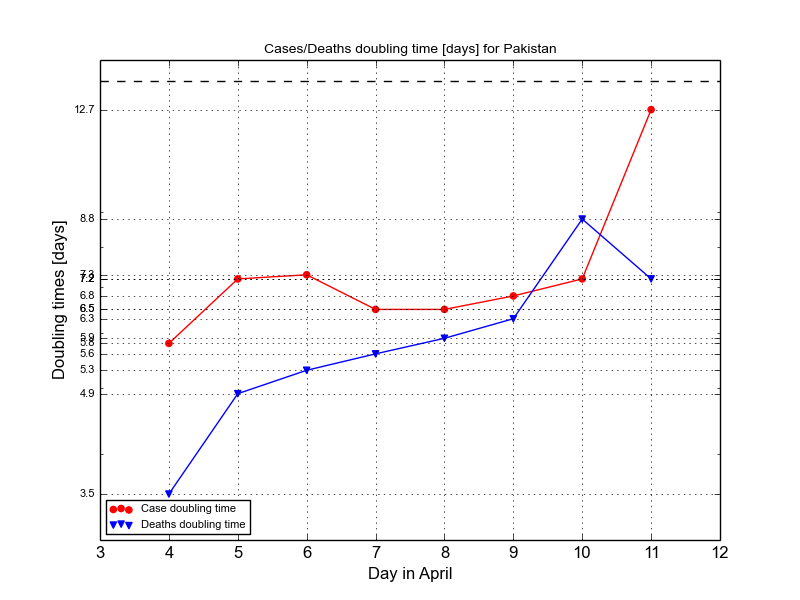 Cases/Deaths doubling time [days] for Pakistan
Doubling times [days]
12.7
8.8
7.3
7.2
6.8
6.5
6.3
5.9
5.8
5.6
5.3
4.9
3.5
Case doubling time
Deaths doubling time
3 4 5 6 7 8 9 10 11 12
Day in April